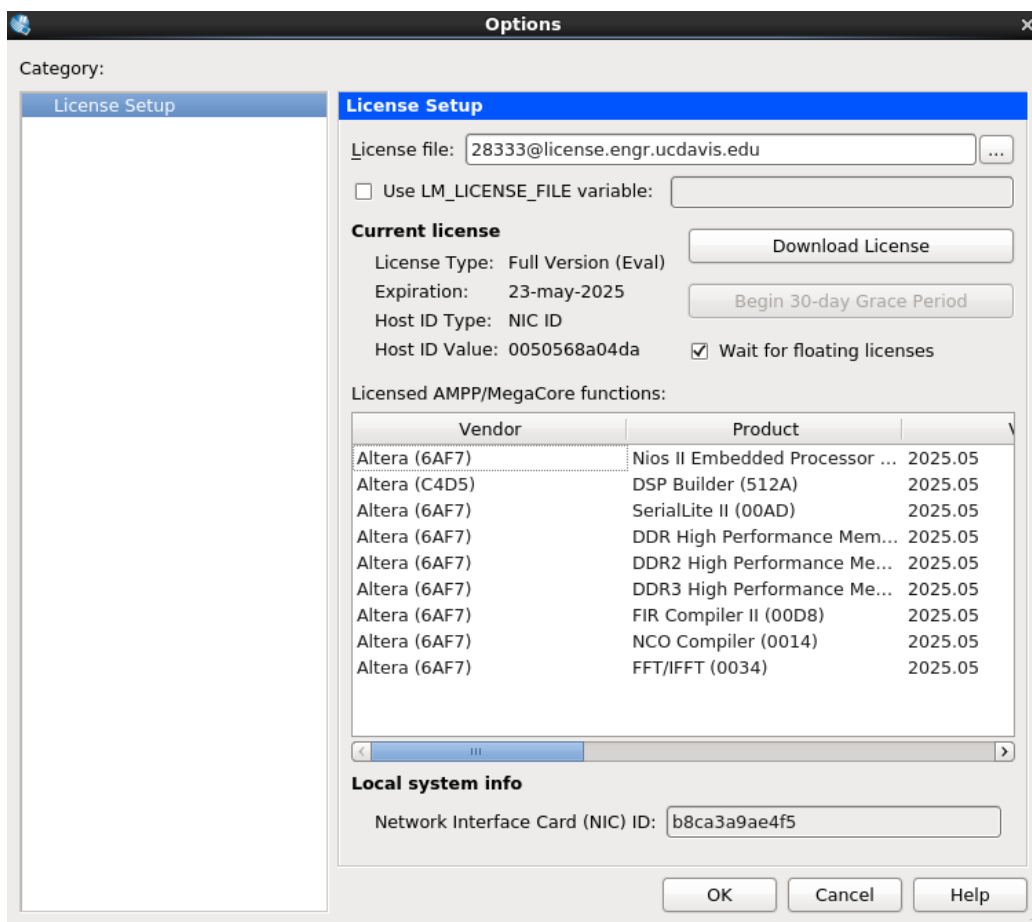 Options
Category:
License Setup
License Setup
License file: 28333@license.engr.ucdavis.edu ...
Use LM_LICENSE_FILE variable:
Current license
Download License
License Type: Full Version (Eval)
Expiration: 23-may-2025
Begin 30-day Grace Period
Host ID Type: NIC ID
Host ID Value: 0050568a04da
Wait for floating licenses
Licensed AMPP/MegaCore functions:
Vendor Product
Altera (6AF7) Nios II Embedded Processor ... 2025.05
Altera (C4D5) DSP Builder (512A) 2025.05
Altera (6AF7) SerialLite II (00AD) 2025.05
Altera (6AF7) DDR High Performance Mem... 2025.05
Altera (6AF7) DDR2 High Performance Me... 2025.05
Altera (6AF7) DDR3 High Performance Me... 2025.05
Altera (6AF7) FIR Compiler II (00D8) 2025.05
Altera (6AF7) NCO Compiler (0014) 2025.05
Altera (6AF7) FFT/IFFT (0034) 2025.05
Local system info
Network Interface Card (NIC) ID: b8ca3a9ae4f5
OK Cancel Help